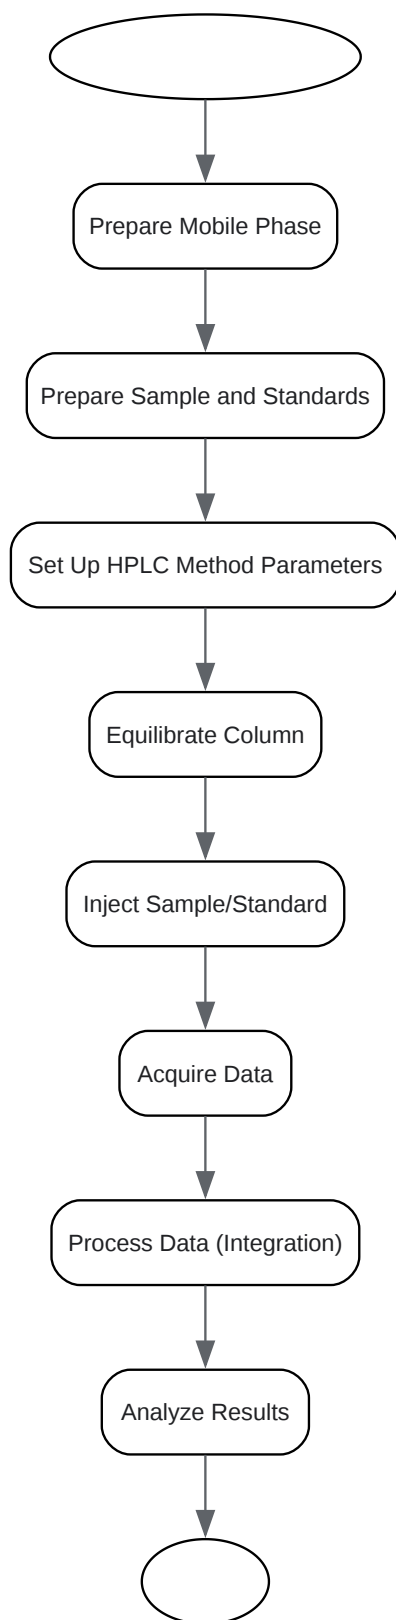 Prepare Mobile Phase
Prepare Sample and Standards
Set Up HPLC Method Parameters
Equilibrate Column
Inject Sample/Standard
Acquire Data
Process Data (Integration)
Analyze Results